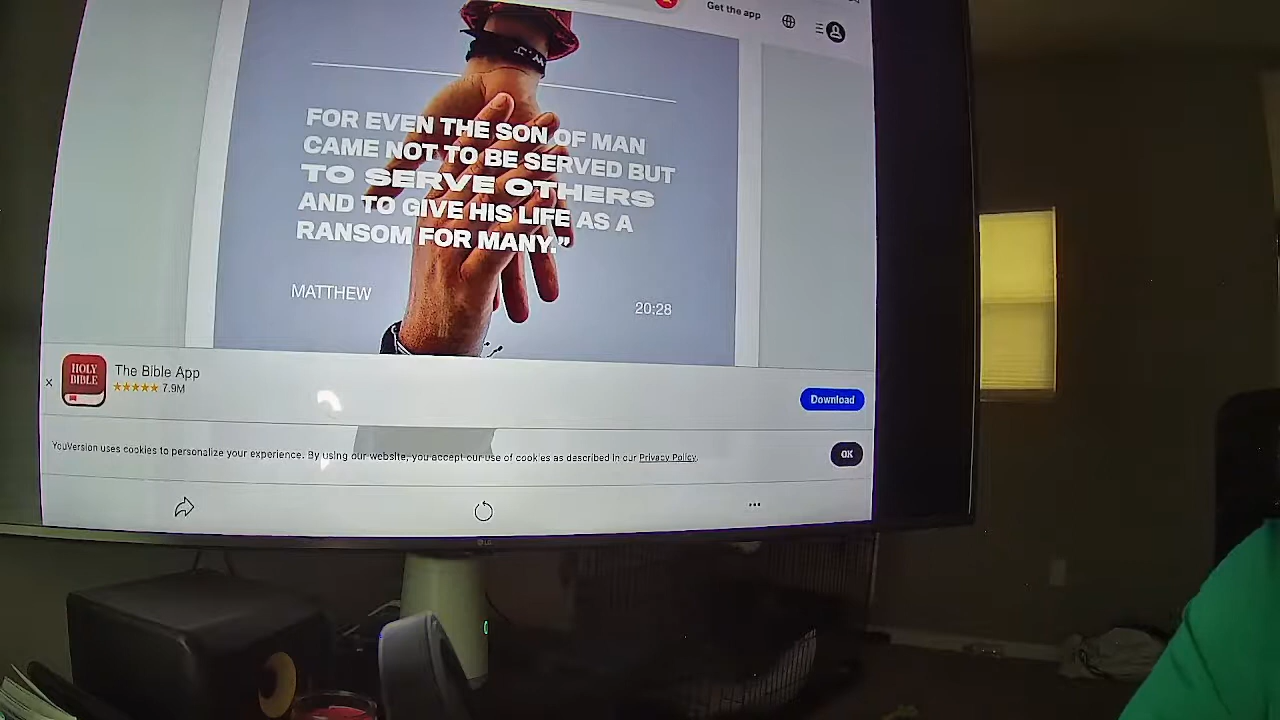 Get the app
FOR EVEN THE SON OF MAN
CAME NOT TO BE SERVED BUT
TO SERVE OTHERS
AND TO GIVE HIS LIFE AS A
RANSOM FOR MANY.”
MATTHEW
20:28
HOLY
BIBLE
The Bible App
7.9M
Download
YouVersion uses cookies to personalize your experience. By using our website, you accept our use of cookies as described in our Privacy Policy.
OK
LG